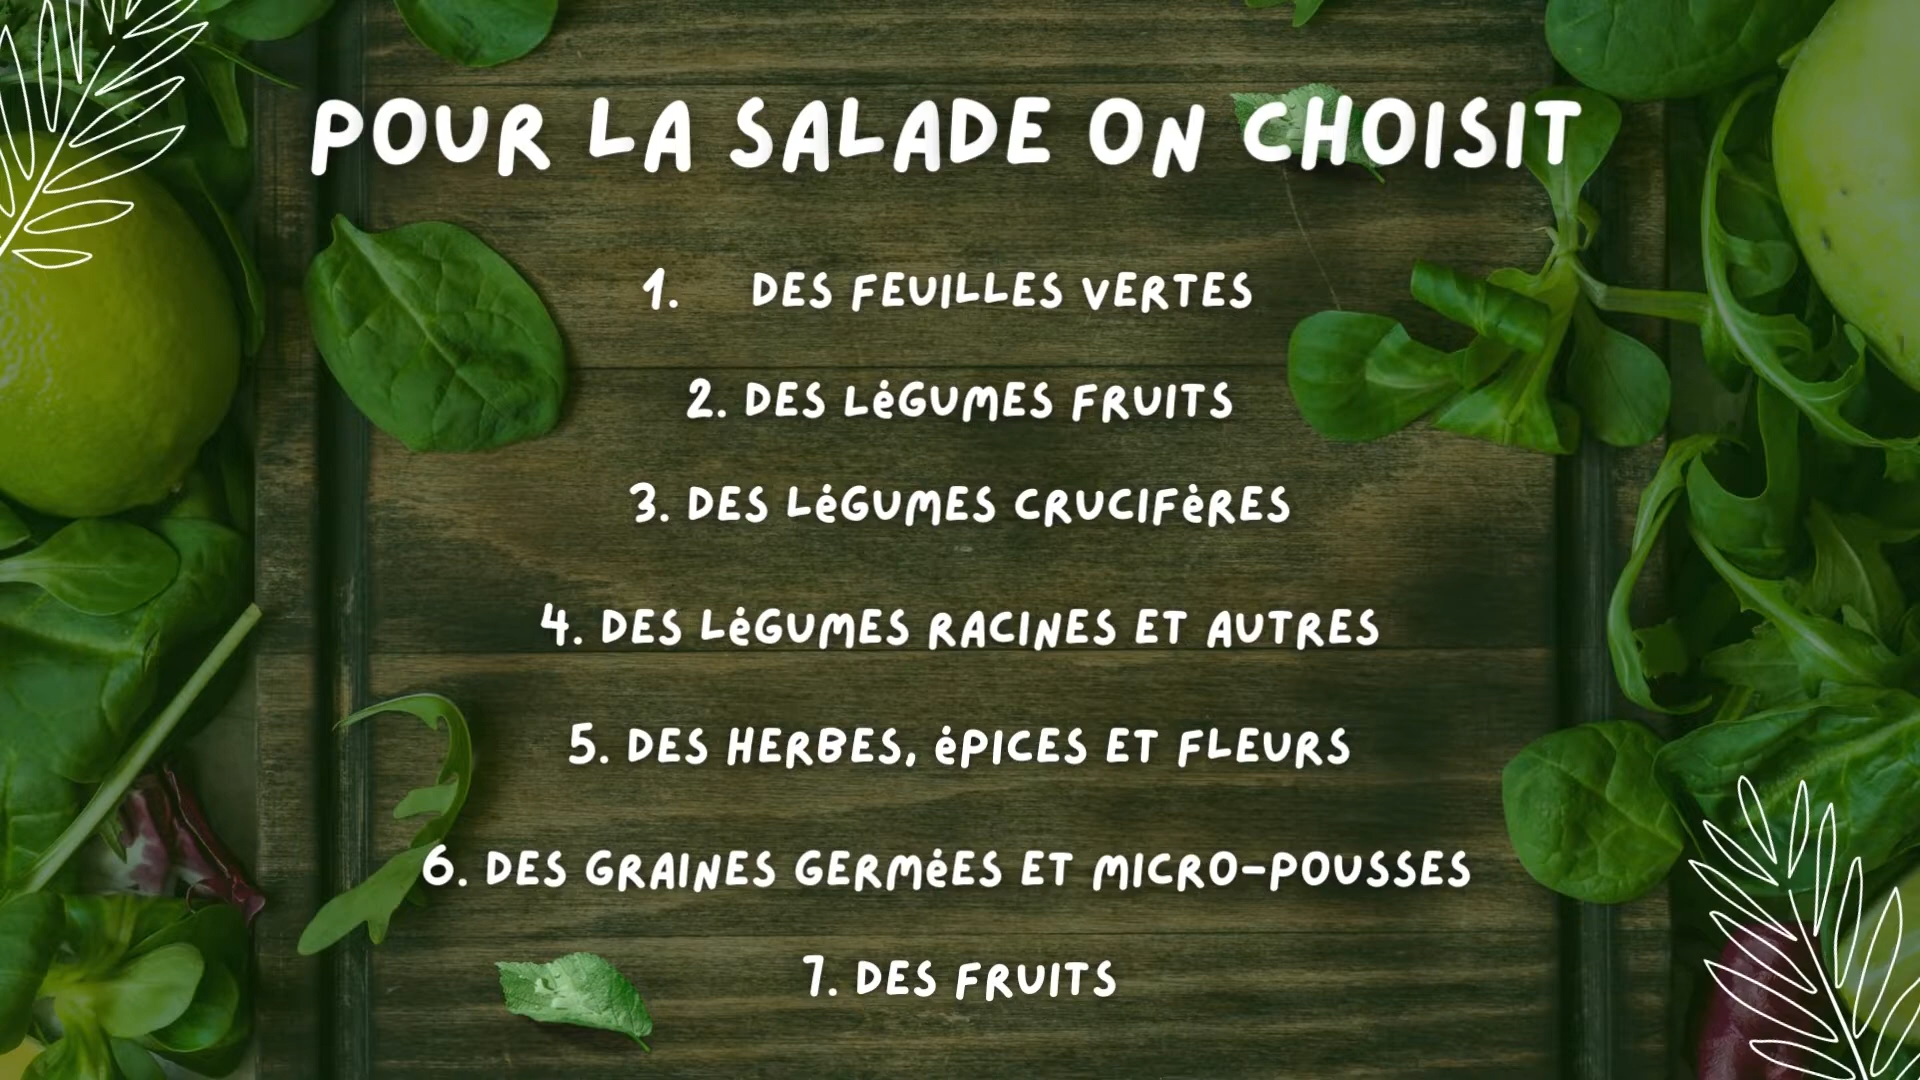 POUR LA SALADE ON CHOISIT
1. DES FEUILLES VERTES
2. DES LéGUMES FRUITS
3. DES LéGUMES CRUCIFèRES
4. DES LéGUMES RACINES ET AUTRES
5. DES HERBES, éPICES ET FLEURS
6. DES GRAINES GERMéES ET MICRO-POUSSES
7. DES FRUITS